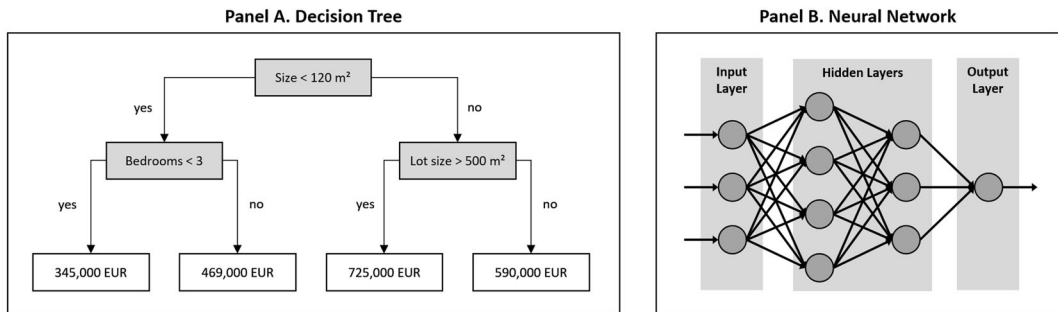 Panel A. Decision Tree
Size < 120 m²
yes
no
Bedrooms < 3
Lot size > 500 m²
yes
no
yes
no
345,000 EUR
469,000 EUR
725,000 EUR
590,000 EUR
Panel B. Neural Network
Input
Layer
Hidden Layers
Output
Layer